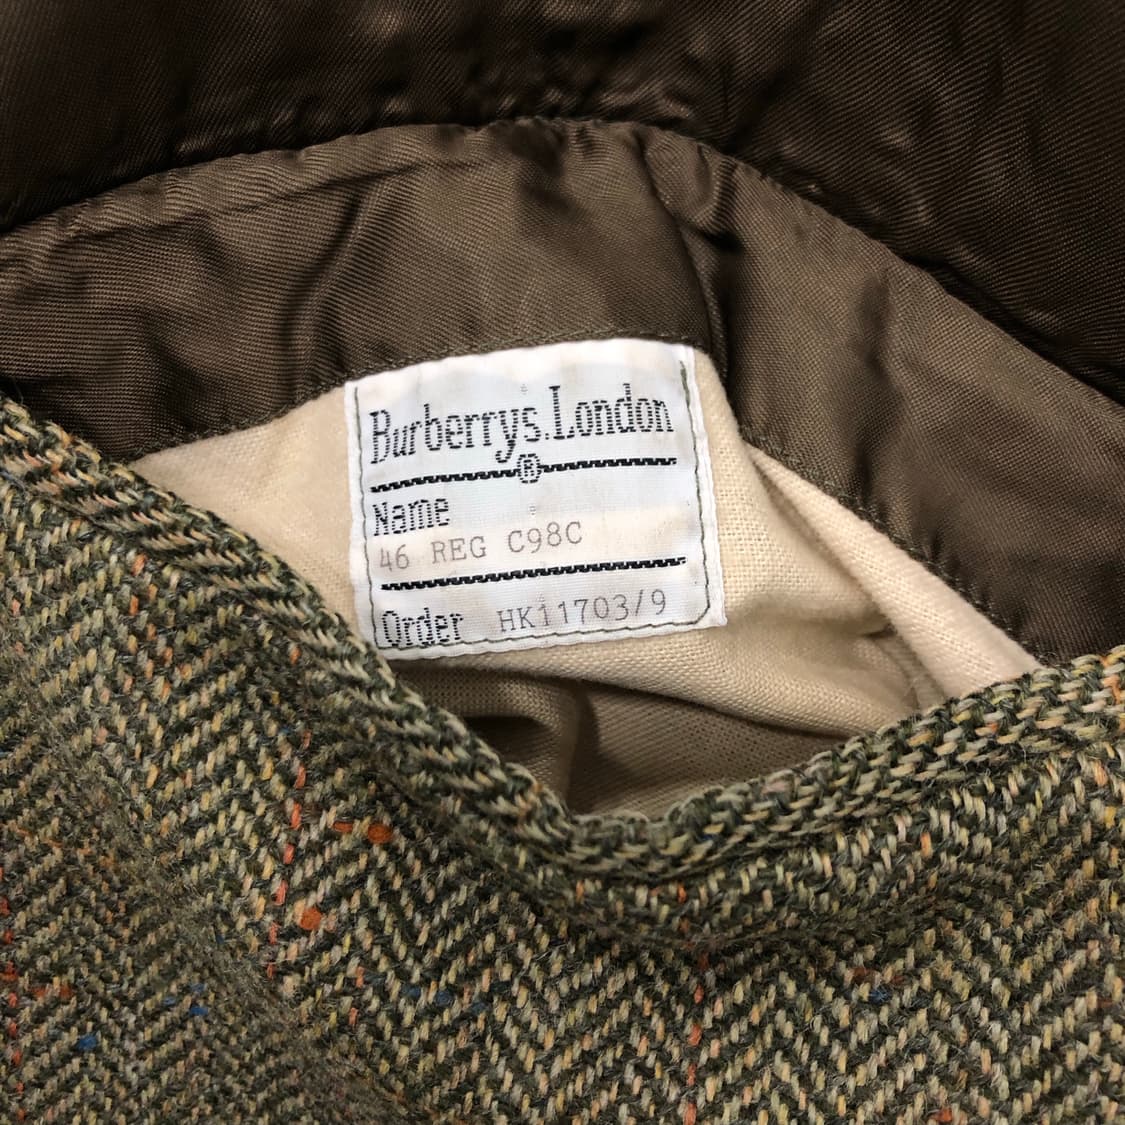 Burberrys.London
®
Name
46 REG C98C
Order HK11703/9